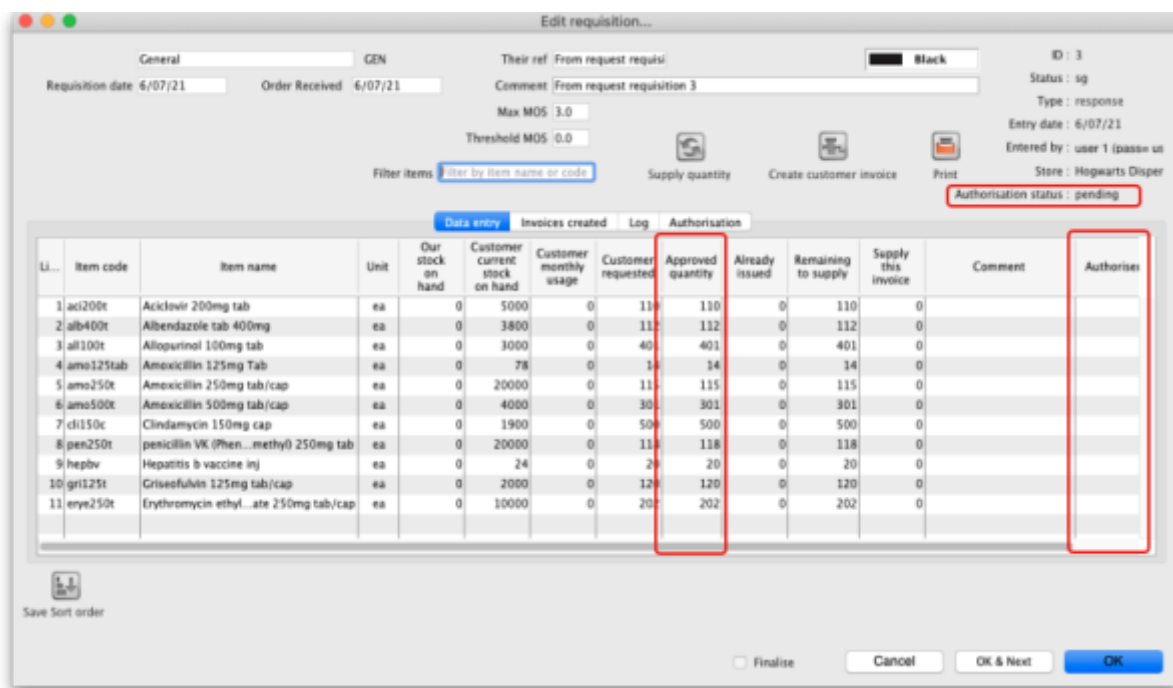 Edit requisition...
General GEN Their ref From request requisi Black ID : 3
Requisition date 6/07/21 Order Received 6/07/21 Comment From request requisition 3 Status : sg
Max MOS 3.0 Type : response
Threshold MOS 0.0 Entry date : 6/07/21
Filter items Filter by item name or code Supply quantity Create customer invoice Print Entered by : user 1 (pass= us
Store : Hogwarts Disper
Authorisation status : pending
Data entry Invoices created Log Authorisation
Li... Item code Item name Unit Our stock on hand Customer current stock on hand Customer monthly usage Customer requested Approved quantity Already issued Remaining to supply Supply this invoice Comment Authoriser
1 aci200t Aciclovir 200mg tab ea 0 5000 0 110 110 0 110 0
2 alb400t Albendazole tab 400mg ea 0 3800 0 112 112 0 112 0
3 all100t Allopurinol 100mg tab ea 0 3000 0 401 401 0 401 0
4 amo125tab Amoxicillin 125mg Tab ea 0 78 0 14 14 0 14 0
5 amo250t Amoxicillin 250mg tab/cap ea 0 20000 0 115 115 0 115 0
6 amo500t Amoxicillin 500mg tab/cap ea 0 4000 0 301 301 0 301 0
7 cli150c Clindamycin 150mg cap ea 0 1900 0 500 500 0 500 0
8 pen250t penicillin VK (Phen...methyl) 250mg tab ea 0 20000 0 118 118 0 118 0
9 hepbv Hepatitis b vaccine inj ea 0 24 0 20 20 0 20 0
10 gri125t Griseofulvin 125mg tab/cap ea 0 2000 0 120 120 0 120 0
11 erye250t Erythromycin ethyl...ate 250mg tab/cap ea 0 10000 0 202 202 0 202 0
Save Sort order
Finalise Cancel OK & Next OK